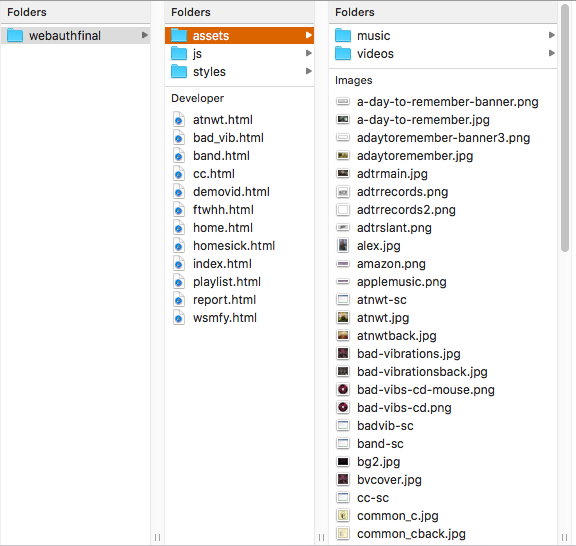 Folders
webauthfinal
Folders
assets
js
styles
Developer
atnwt.html
bad_vib.html
band.html
cc.html
demovid.html
ftwhh.html
home.html
homesick.html
index.html
playlist.html
report.html
wsmfy.html
Folders
music
videos
Images
a-day-to-remember-banner.png
a-day-to-remember.jpg
adaytoremember-banner3.png
adaytoremember.jpg
adtrmain.jpg
adtrrecords.png
adtrrecords2.png
adtrslant.png
alex.jpg
amazon.png
applemusic.png
atnwt-sc
atnwt.jpg
atnwtback.jpg
bad-vibrations.jpg
bad-vibrationsback.jpg
bad-vibs-cd-mouse.png
bad-vibs-cd.png
badvib-sc
band-sc
bg2.jpg
bvcover.jpg
cc-sc
common_c.jpg
common_cback.jpg